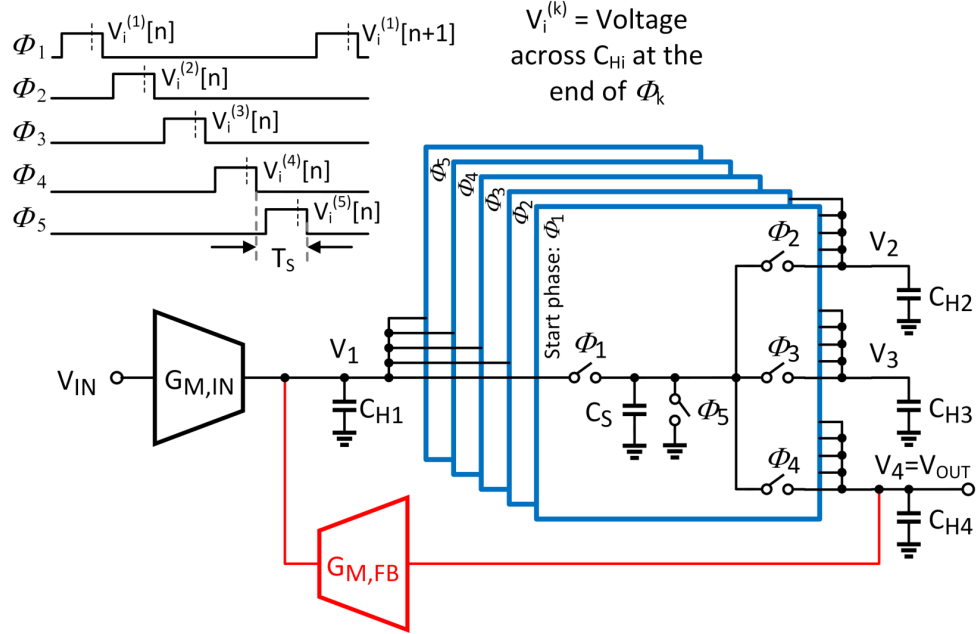 Φ1 Vi(1)[n] Vi(1)[n+1]
Φ2 Vi(2)[n]
Φ3 Vi(3)[n]
Φ4 Vi(4)[n]
Φ5 Vi(5)[n]
TS
Vi(k) = Voltage
across CHi at the
end of Φk
Φ5
Φ4
Φ3
Φ2
Start phase: Φ1
VIN
GM,IN
V1
CH1
Φ1
CS
Φ5
Φ2
V2
CH2
Φ3
V3
CH3
Φ4
V4=VOUT
CH4
GM,FB